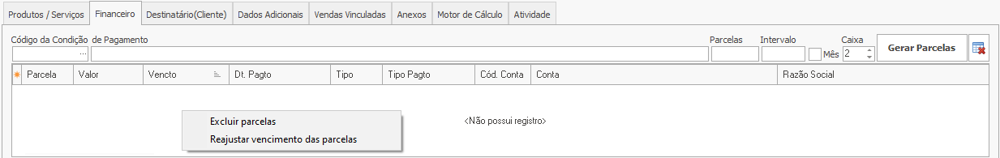 Produtos / Serviços Financeiro Destinatário(Cliente) Dados Adicionais Vendas Vinculadas Anexos Motor de Cálculo Atividade
Código da Condição de Pagamento Parcelas Intervalo Caixa
... Mês 2 Gerar Parcelas
Parcela Valor Vencto Dt. Pagto Tipo Tipo Pagto Cód. Conta Conta Razão Social
Excluir parcelas <Não possui registro>
Reajustar vencimento das parcelas